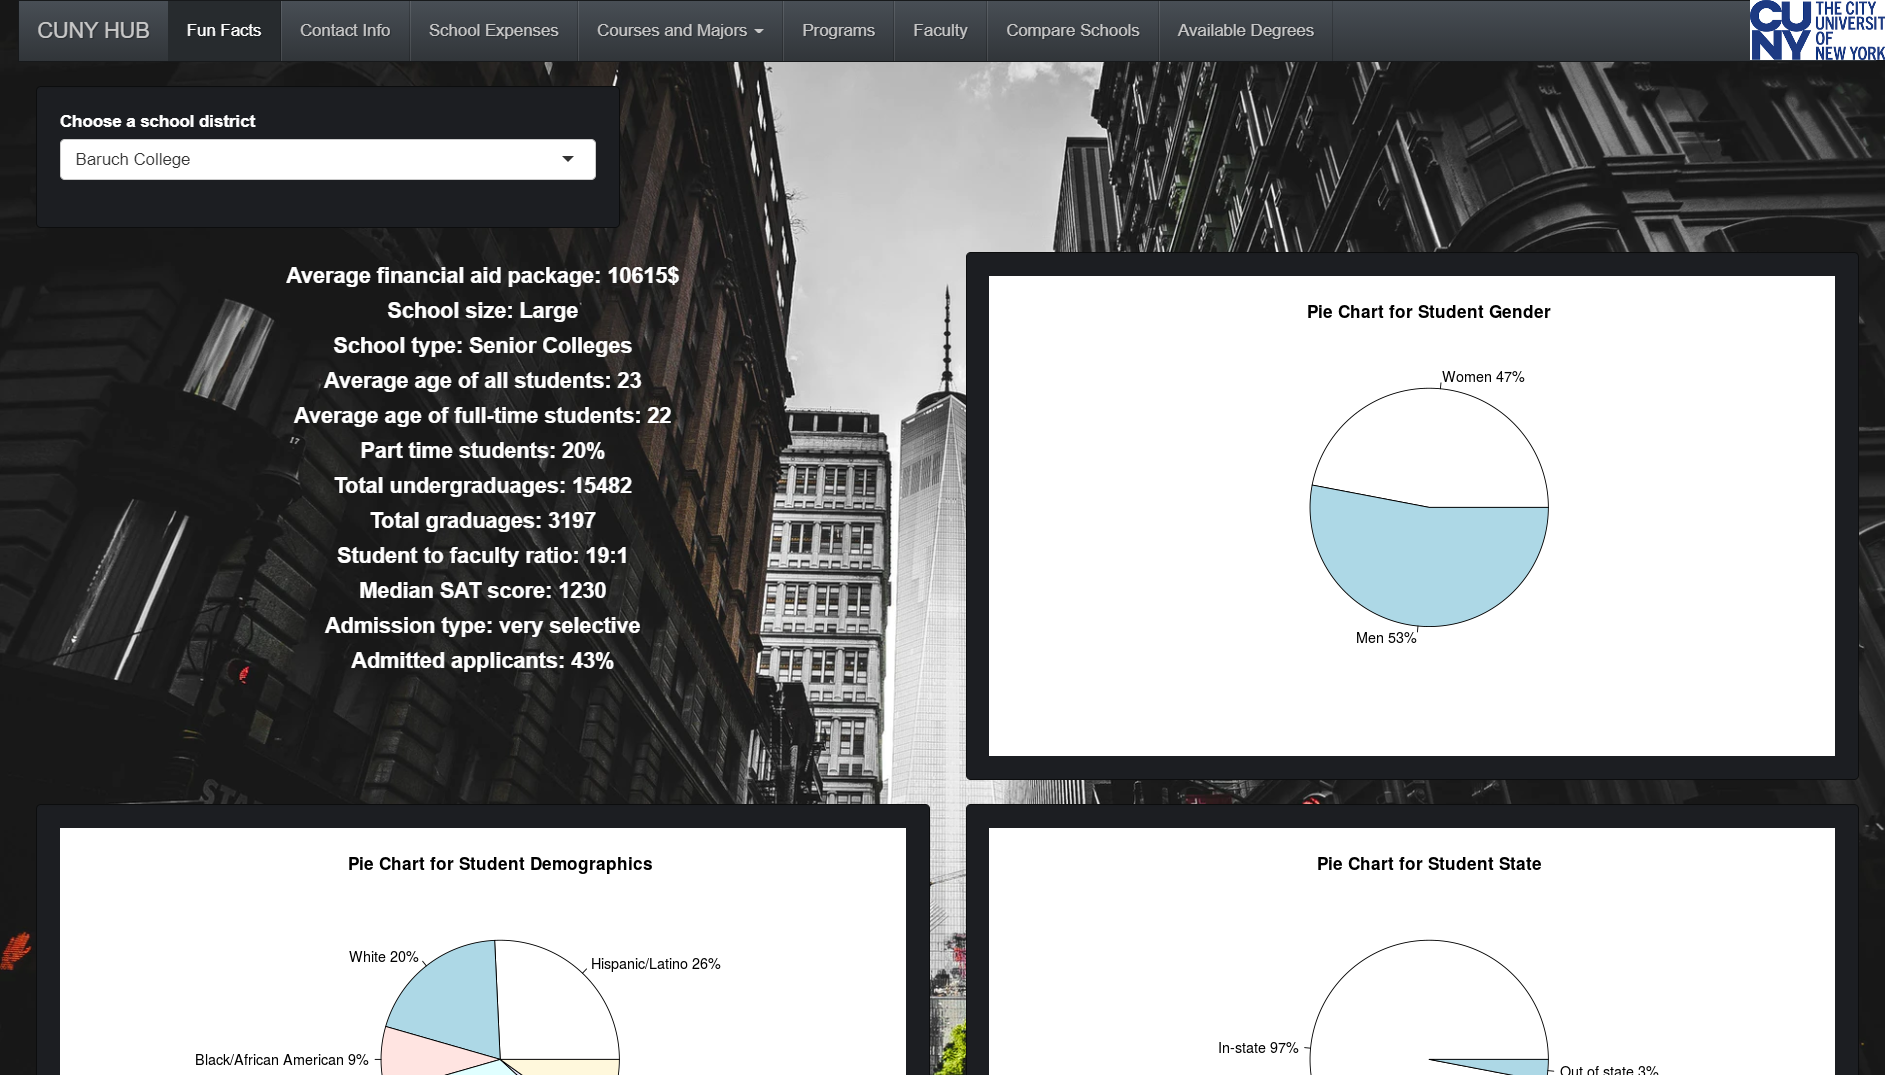 CUNY HUB
Fun Facts
Contact Info
School Expenses
Courses and Majors
Programs
Faculty
Compare Schools
Available Degrees
CU
NY
THE CITY
UNIVERSIT
OF
NEW YORK
Choose a school district
Baruch College
Average financial aid package: 10615$
School size: Large
School type: Senior Colleges
Average age of all students: 23
Average age of full-time students: 22
Part time students: 20%
Total undergraduages: 15482
Total graduages: 3197
Student to faculty ratio: 19:1
Median SAT score: 1230
Admission type: very selective
Admitted applicants: 43%
Pie Chart for Student Gender
Women 47%
Men 53%
Pie Chart for Student Demographics
White 20%
Hispanic/Latino 26%
Black/African American 9%
Pie Chart for Student State
In-state 97%
Out of state 3%
17